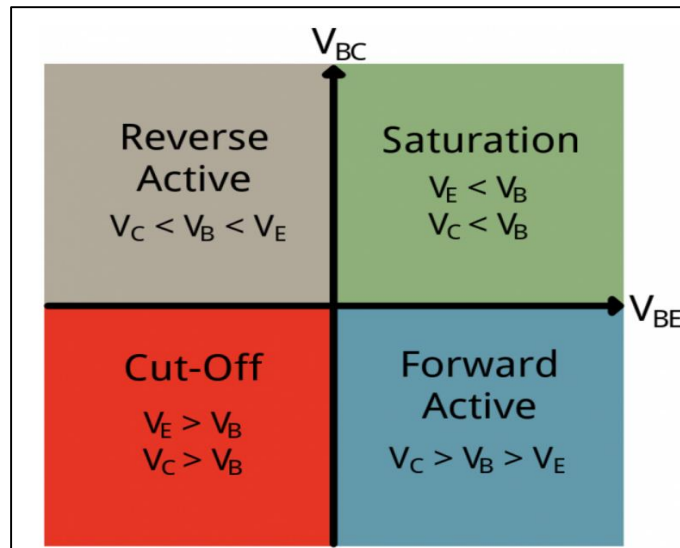 V_BC
Reverse
Active
V_C < V_B < V_E
Saturation
V_E < V_B
V_C < V_B
V_BE
Cut-Off
V_E > V_B
V_C > V_B
Forward
Active
V_C > V_B > V_E